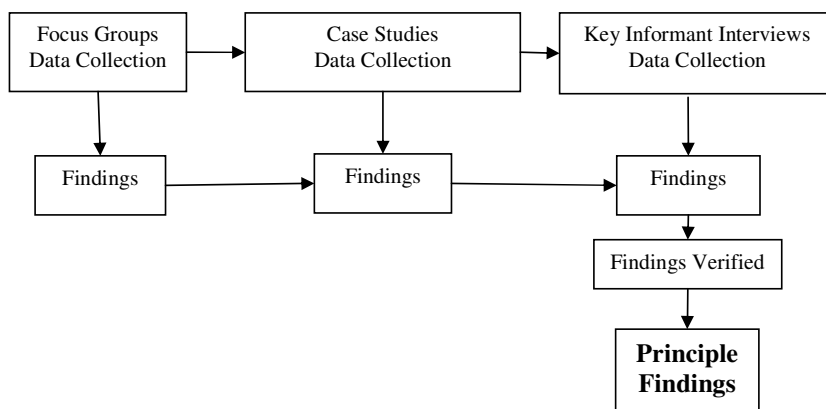 Focus Groups
Data Collection
Case Studies
Data Collection
Key Informant Interviews
Data Collection
Findings
Findings
Findings
Findings Verified
Principle
Findings